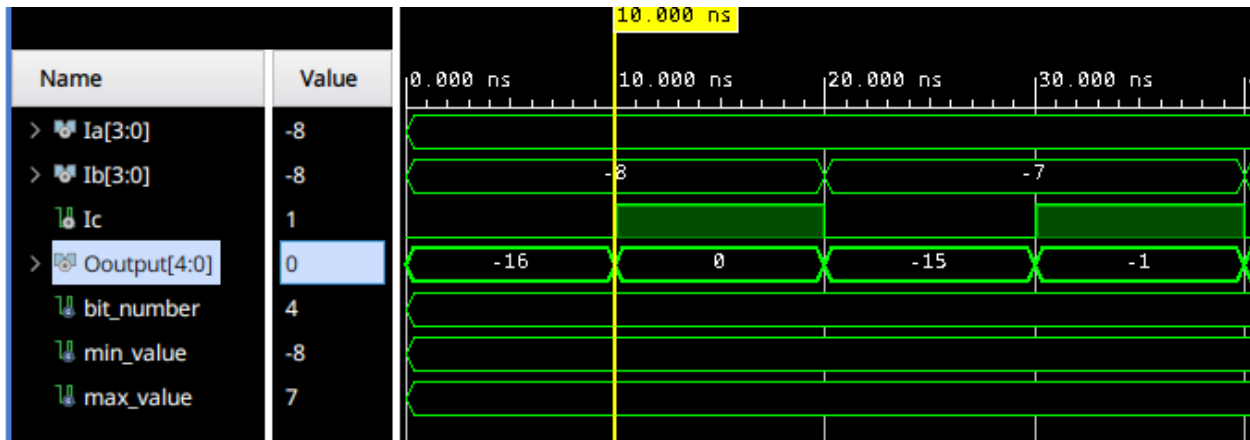 10.000 ns
Name Value 0.000 ns 10.000 ns 20.000 ns 30.000 ns
Ia[3:0] -8
Ib[3:0] -8 -8 -7
Ic 1
Ooutput[4:0] 0 -16 0 -15 -1
bit_number 4
min_value -8
max_value 7